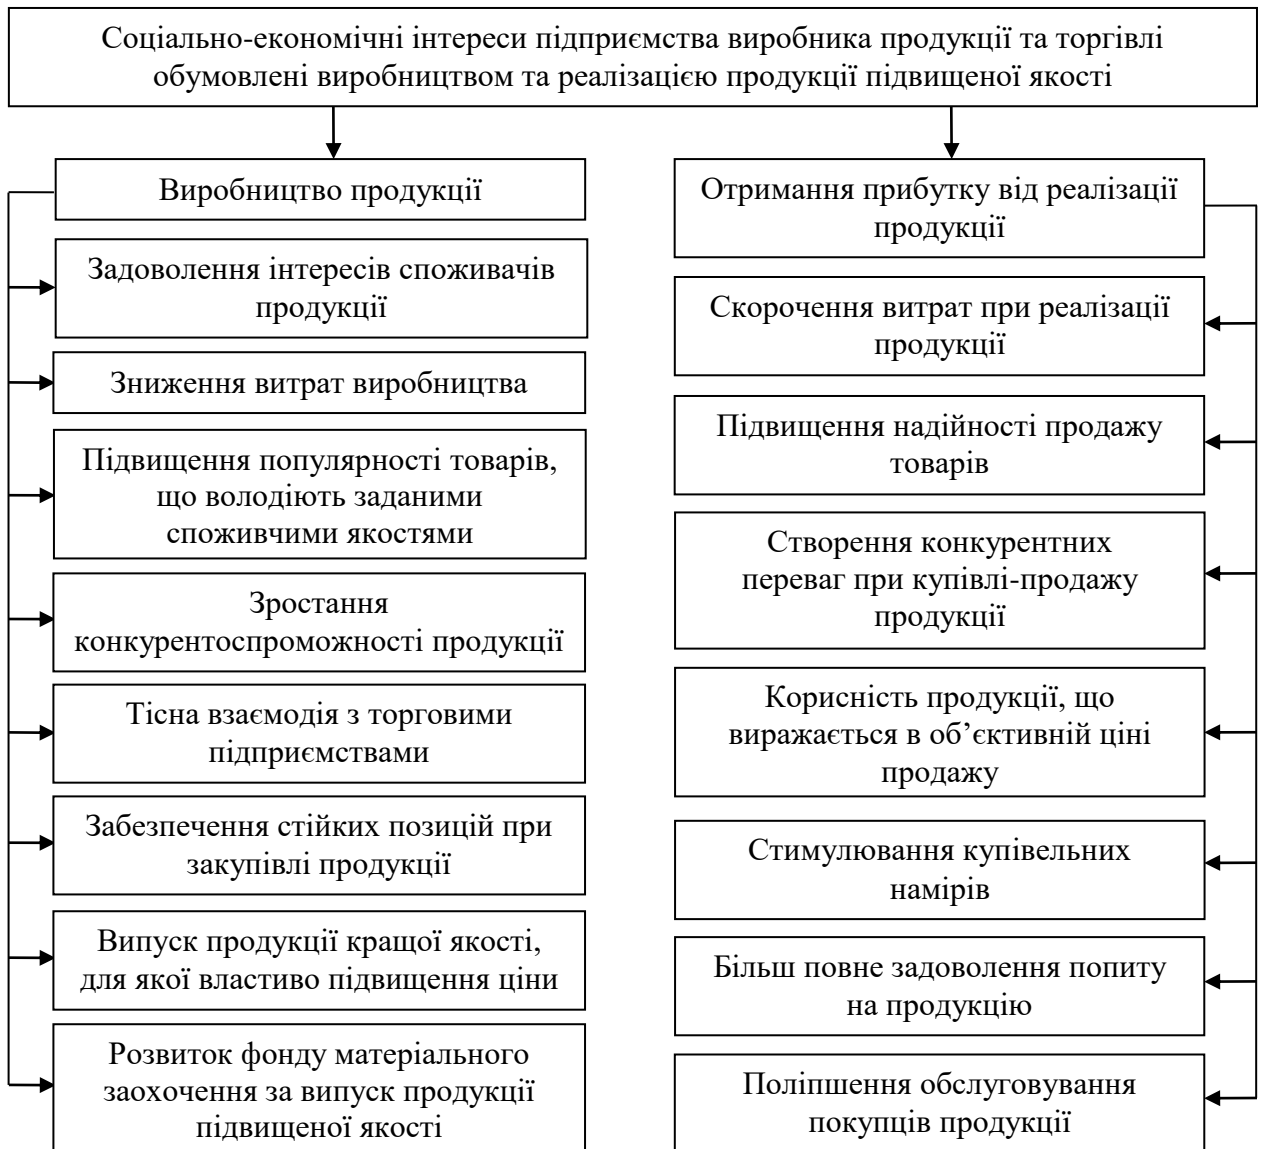 Соціально-економічні інтереси підприємства виробника продукції та торгівлі
обумовлені виробництвом та реалізацією продукції підвищеної якості
Виробництво продукції
Задоволення інтересів споживачів
продукції
Зниження витрат виробництва
Підвищення популярності товарів,
що володіють заданими
споживчими якостями
Зростання
конкурентоспроможності продукції
Тісна взаємодія з торговими
підприємствами
Забезпечення стійких позицій при
закупівлі продукції
Випуск продукції кращої якості,
для якої властиво підвищення ціни
Розвиток фонду матеріального
заохочення за випуск продукції
підвищеної якості
Отримання прибутку від реалізації
продукції
Скорочення витрат при реалізації
продукції
Підвищення надійності продажу
товарів
Створення конкурентних
переваг при купівлі-продажу
продукції
Корисність продукції, що
виражається в об’єктивній ціні
продажу
Стимулювання купівельних
намірів
Більш повне задоволення попиту
на продукцію
Поліпшення обслуговування
покупців продукції